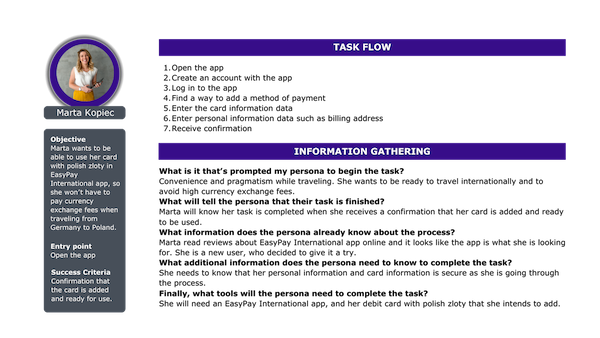 Marta Kopiec
Objective
Marta wants to be
able to use her card
with polish zloty in
EasyPay
International app, so
she won't have to
pay currency
exchange fees when
traveling from
Germany to Poland.
Entry point
Open the app
Success Criteria
Confirmation that
the card is added
and ready for use.
TASK FLOW
1. Open the app
2. Create an account with the app
3. Log in to the app
4. Find a way to add a method of payment
5. Enter the card information data
6. Enter personal information data such as billing address
7. Receive confirmation
INFORMATION GATHERING
What is it that's prompted my persona to begin the task?
Convenience and pragmatism while traveling. She wants to be ready to travel internationally and to
avoid high currency exchange fees.
What will tell the persona that their task is finished?
Marta will know her task is completed when she receives a confirmation that her card is added and ready
to be used.
What information does the persona already know about the process?
Marta read reviews about EasyPay International app online and it looks like the app is what she is looking
for. She is a new user, who decided to give it a try.
What additional information does the persona need to know to complete the task?
She needs to know that her personal information and card information is secure as she is going through
the process.
Finally, what tools will the persona need to complete the task?
She will need an EasyPay International app, and her debit card with polish zloty that she intends to add.